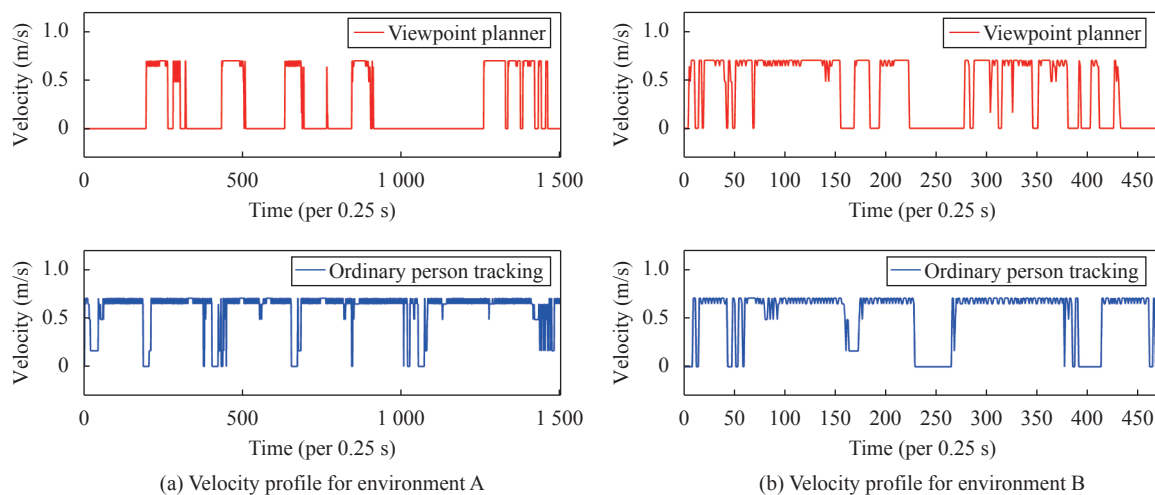 Viewpoint planner
1.0
0.5
0
Velocity (m/s)
0 500 1 000 1 500
Time (per 0.25 s)
Ordinary person tracking
1.0
0.5
0
Velocity (m/s)
0 500 1 000 1 500
Time (per 0.25 s)
(a) Velocity profile for environment A
Viewpoint planner
1.0
0.5
0
Velocity (m/s)
0 50 100 150 200 250 300 350 400 450
Time (per 0.25 s)
Ordinary person tracking
1.0
0.5
0
Velocity (m/s)
0 50 100 150 200 250 300 350 400 450
Time (per 0.25 s)
(b) Velocity profile for environment B